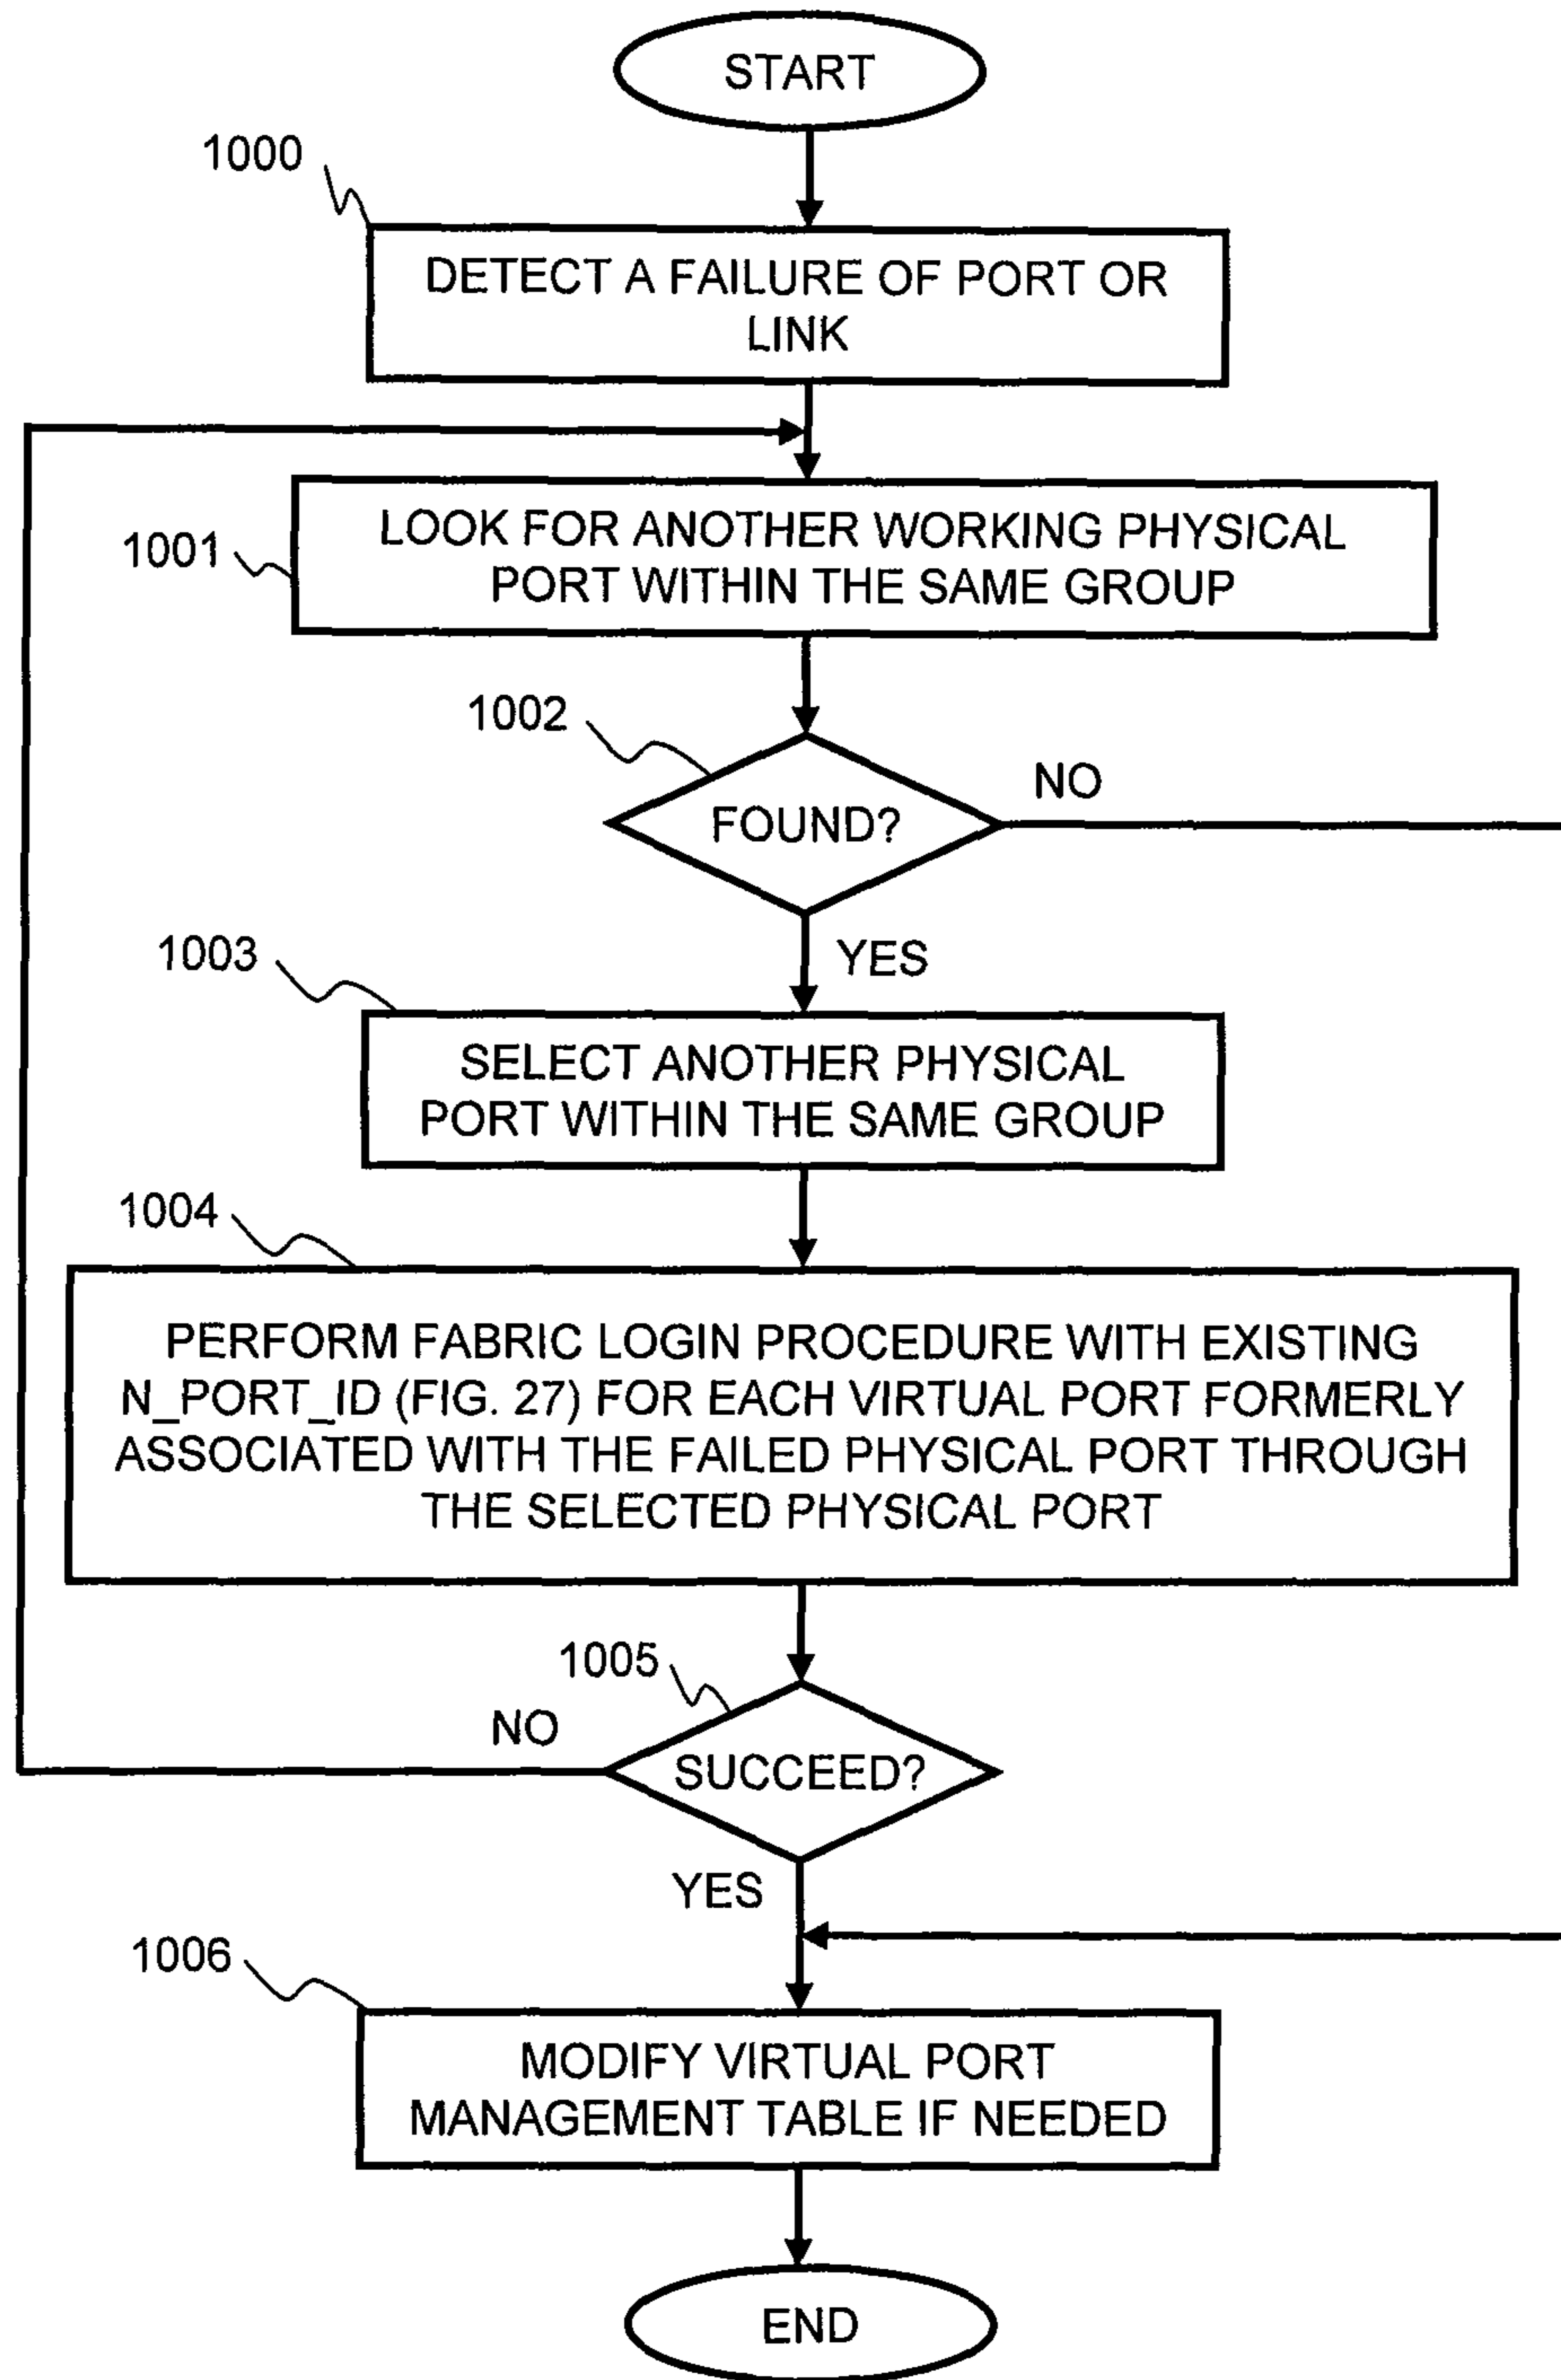 START
1000
DETECT A FAILURE OF PORT OR
LINK
1001
LOOK FOR ANOTHER WORKING PHYSICAL
PORT WITHIN THE SAME GROUP
1002
FOUND?
NO
YES
1003
SELECT ANOTHER PHYSICAL
PORT WITHIN THE SAME GROUP
1004
PERFORM FABRIC LOGIN PROCEDURE WITH EXISTING
N_PORT_ID (FIG. 27) FOR EACH VIRTUAL PORT FORMERLY
ASSOCIATED WITH THE FAILED PHYSICAL PORT THROUGH
THE SELECTED PHYSICAL PORT
1005
NO
SUCCEED?
YES
1006
MODIFY VIRTUAL PORT
MANAGEMENT TABLE IF NEEDED
END